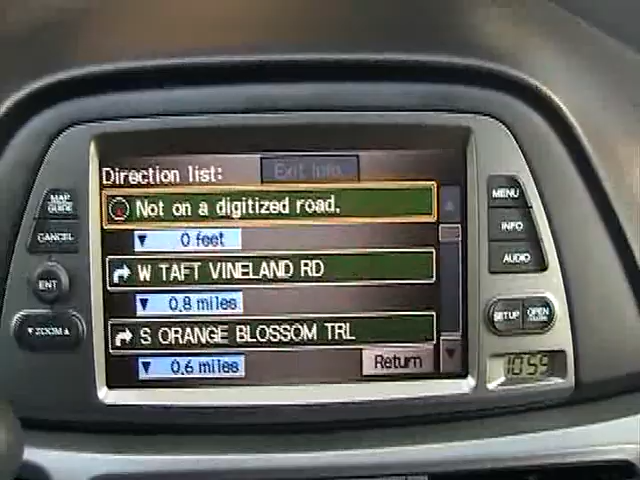 Direction list:
Exit Info.
Not on a digitized road.
0 feet
W TAFT VINELAND RD
0.8 miles
S ORANGE BLOSSOM TRL
0.6 miles
Return
MAP
GUIDE
CANCEL
ENT
ZOOM
MENU
INFO
AUDIO
SETUP
OPEN
10:59